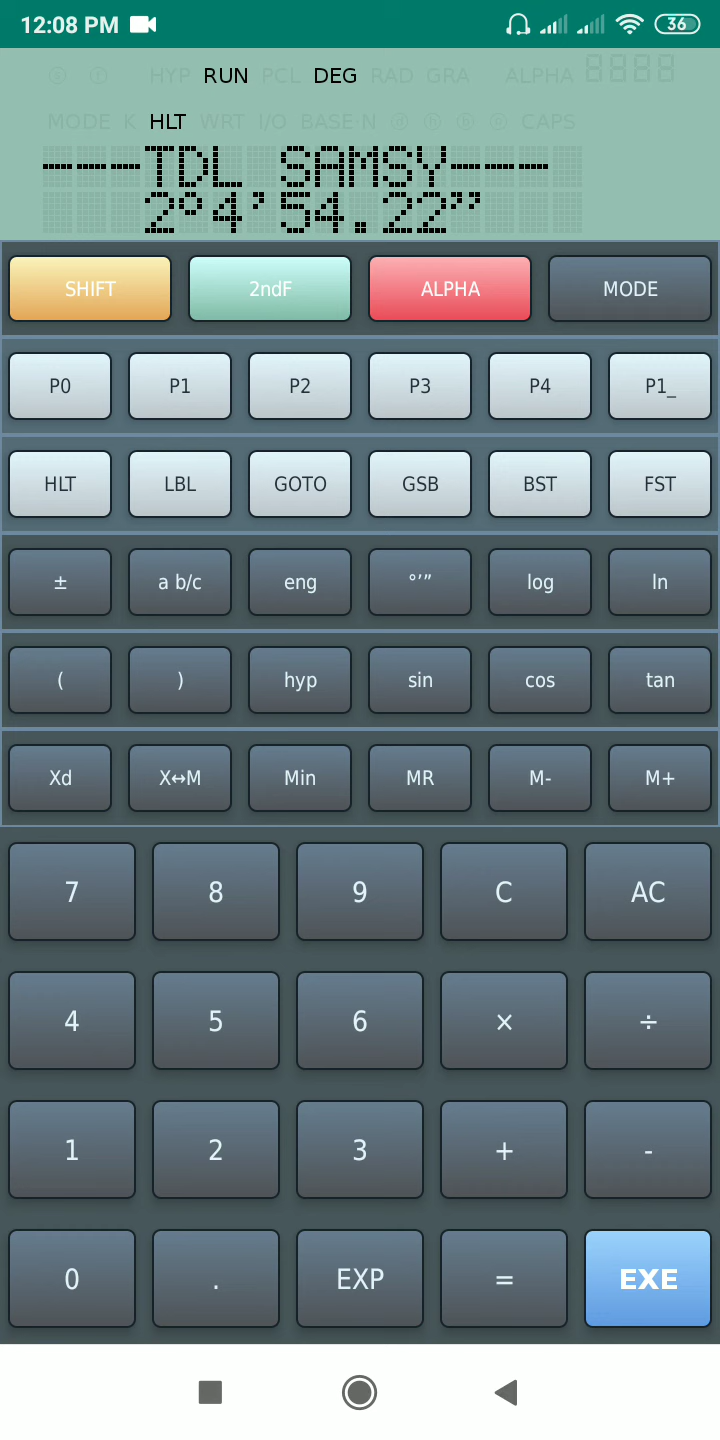 12:08 PM 36
S F HYP RUN PCL DEG RAD GRA ALPHA 8888
MODE K HLT WRT I/O BASE-N d h b o CAPS
---TDL SAMSY---
2°4’54.22”
SHIFT 2ndF ALPHA MODE
P0 P1 P2 P3 P4 P1_
HLT LBL GOTO GSB BST FST
± a b/c eng °’” log ln
( ) hyp sin cos tan
Xd X↔M Min MR M- M+
7 8 9 C AC
4 5 6 × ÷
1 2 3 + -
0 . EXP = EXE